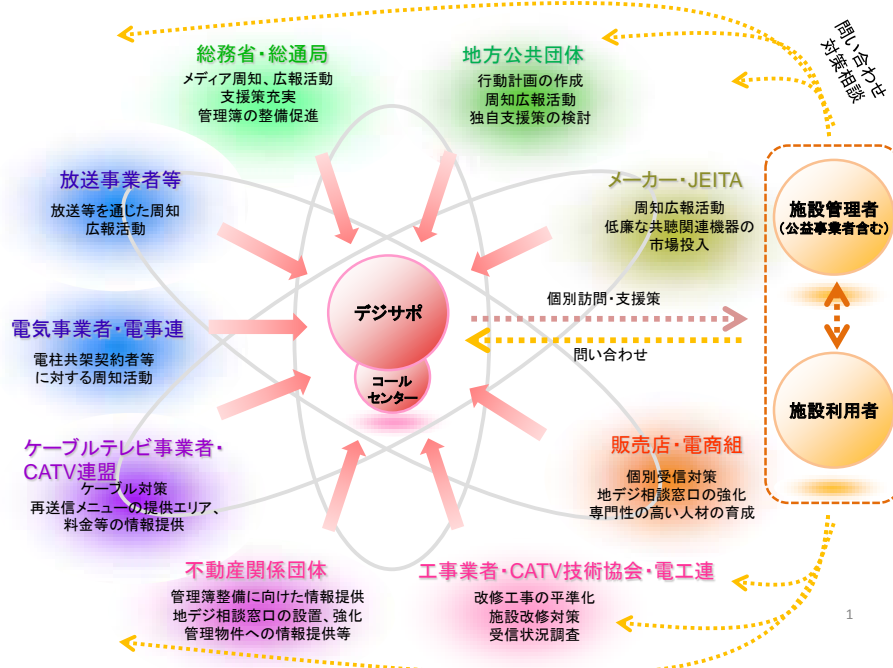 総務省・総通局
メディア周知、広報活動
支援策充実
管理簿の整備促進
地方公共団体
行動計画の作成
周知広報活動
独自支援策の検討
問い合わせ
対策相談
放送事業者等
放送等を通じた周知
広報活動
メーカー・JEITA
周知広報活動
低廉な共聴関連機器の
市場投入
施設管理者
(公益事業者含む)
デジサポ
コール
センター
個別訪問・支援策
問い合わせ
電気事業者・電事連
電柱共架契約者等
に対する周知活動
施設利用者
ケーブルテレビ事業者・
CATV連盟
ケーブル対策
再送信メニューの提供エリア、
料金等の情報提供
販売店・電商組
個別受信対策
地デジ相談窓口の強化
専門性の高い人材の育成
不動産関係団体
管理簿整備に向けた情報提供
地デジ相談窓口の設置、強化
管理物件への情報提供等
工事業者・CATV技術協会・電工連
改修工事の平準化
施設改修対策
受信状況調査
1